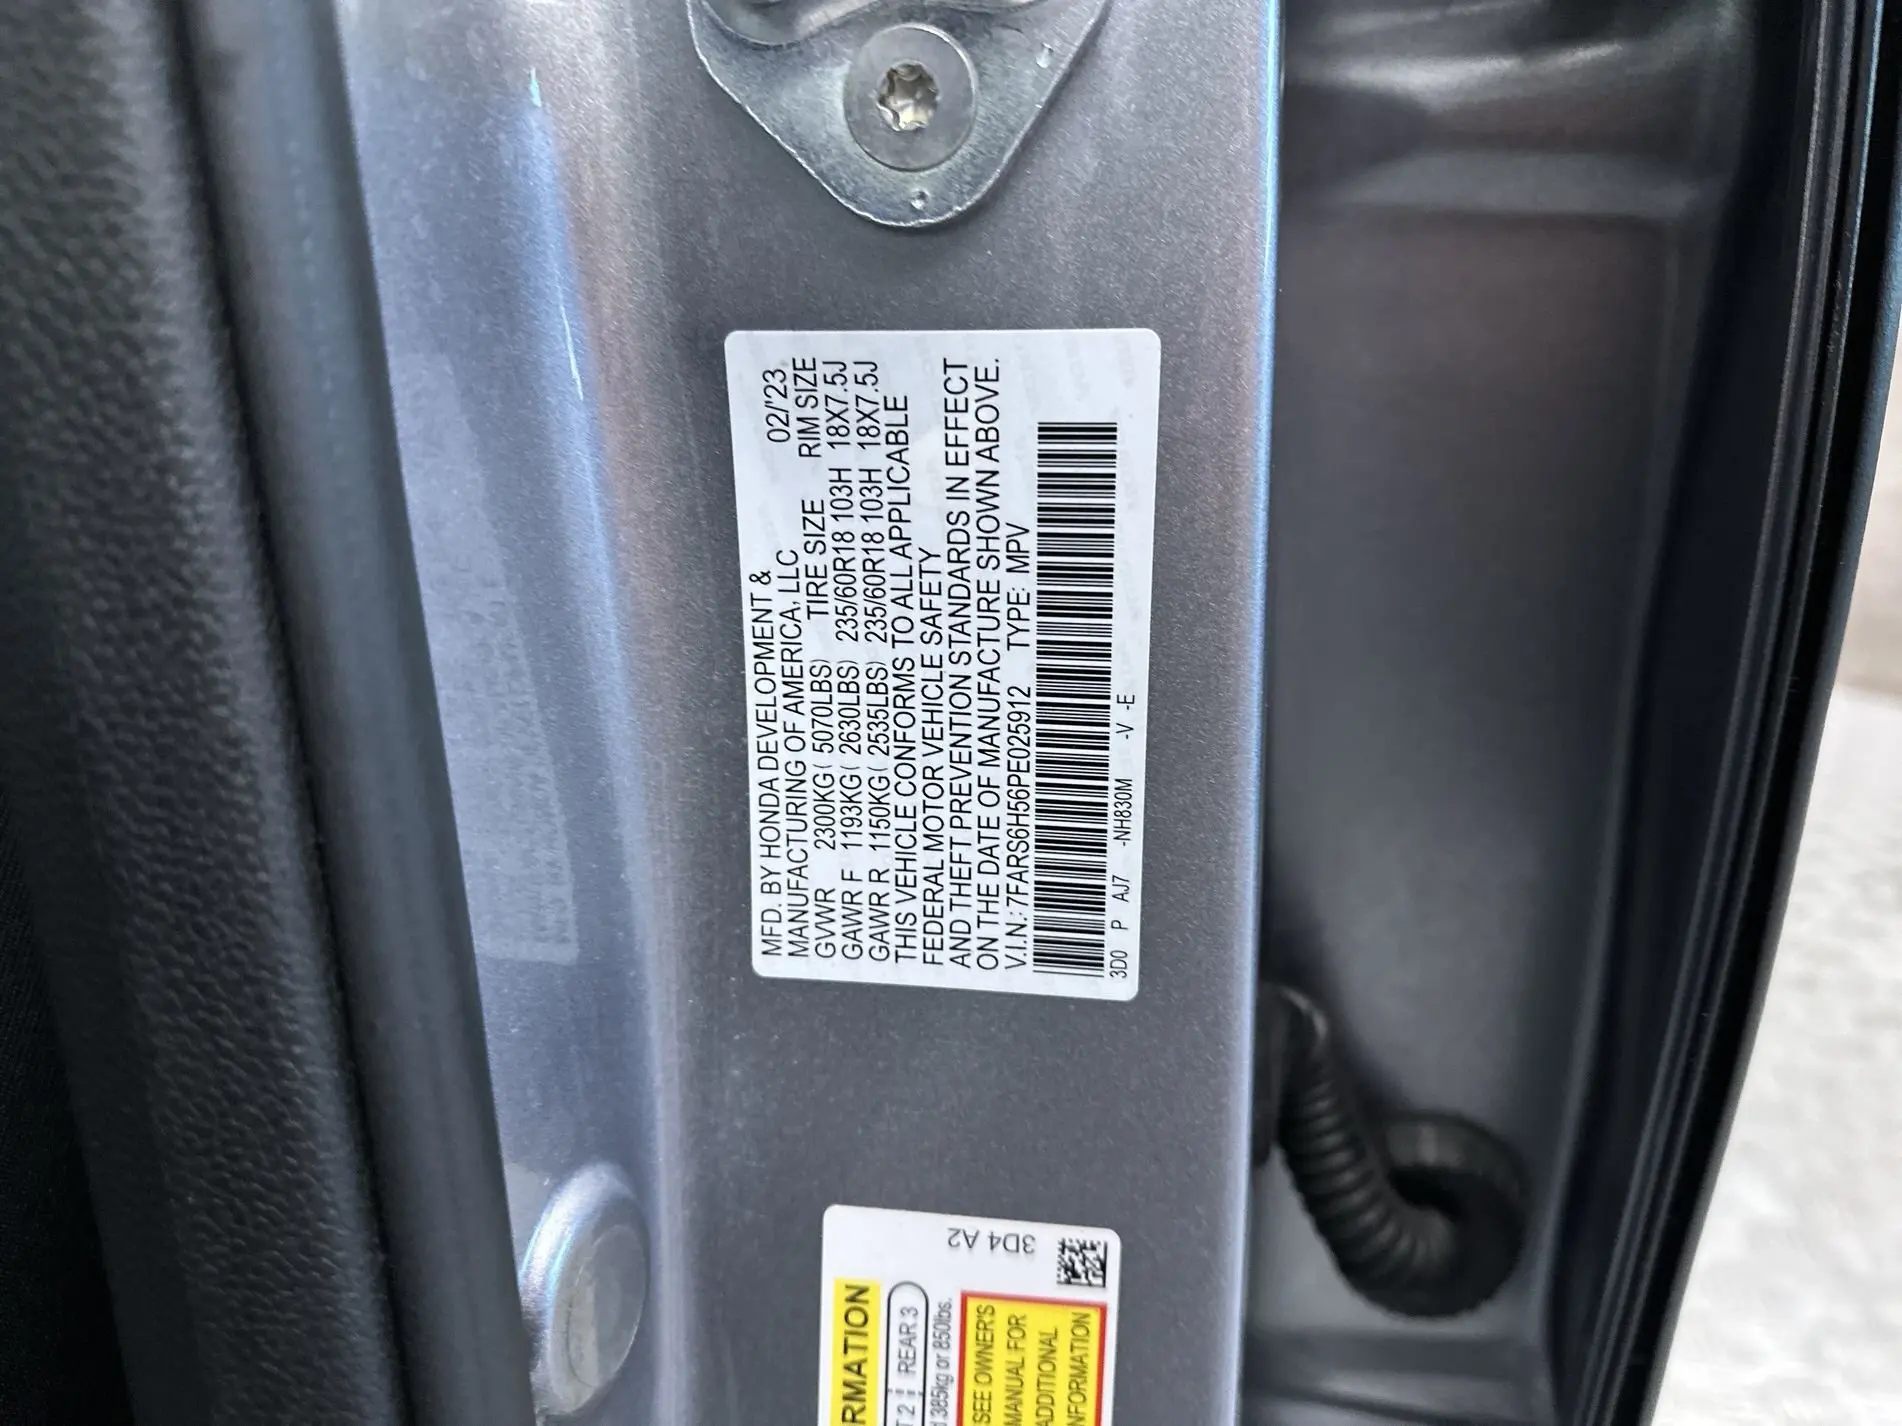 MFD. BY HONDA DEVELOPMENT &
MANUFACTURING OF AMERICA, LLC 02/'23
GVWR 2300KG( 5070LBS) TIRE SIZE RIM SIZE
GAWR F 1193KG( 2630LBS) 235/60R18 103H 18X7.5J
GAWR R 1150KG( 2535LBS) 235/60R18 103H 18X7.5J
THIS VEHICLE CONFORMS TO ALL APPLICABLE
FEDERAL MOTOR VEHICLE SAFETY
AND THEFT PREVENTION STANDARDS IN EFFECT
ON THE DATE OF MANUFACTURE SHOWN ABOVE.
V.I.N.: 7FARS6H56PE025912 TYPE: MPV
3D0 P AJ7 -NH830M -V -E
3D4 A2
RMATION
T 2 REAR 3
385kg or 850lbs.
SEE OWNER'S
MANUAL FOR
ADDITIONAL
NFORMATION